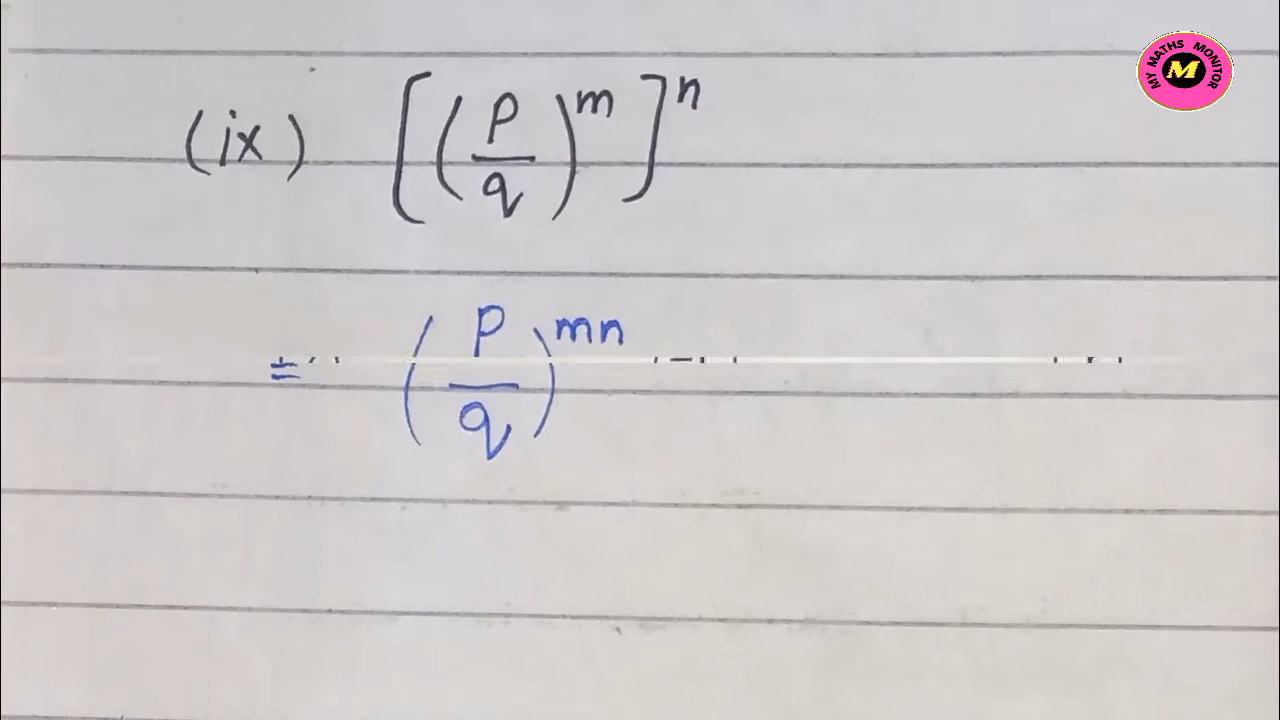 (ix) [(p/q)^m]^n
= (p/q)^mn
MY MATHS MONITOR
M